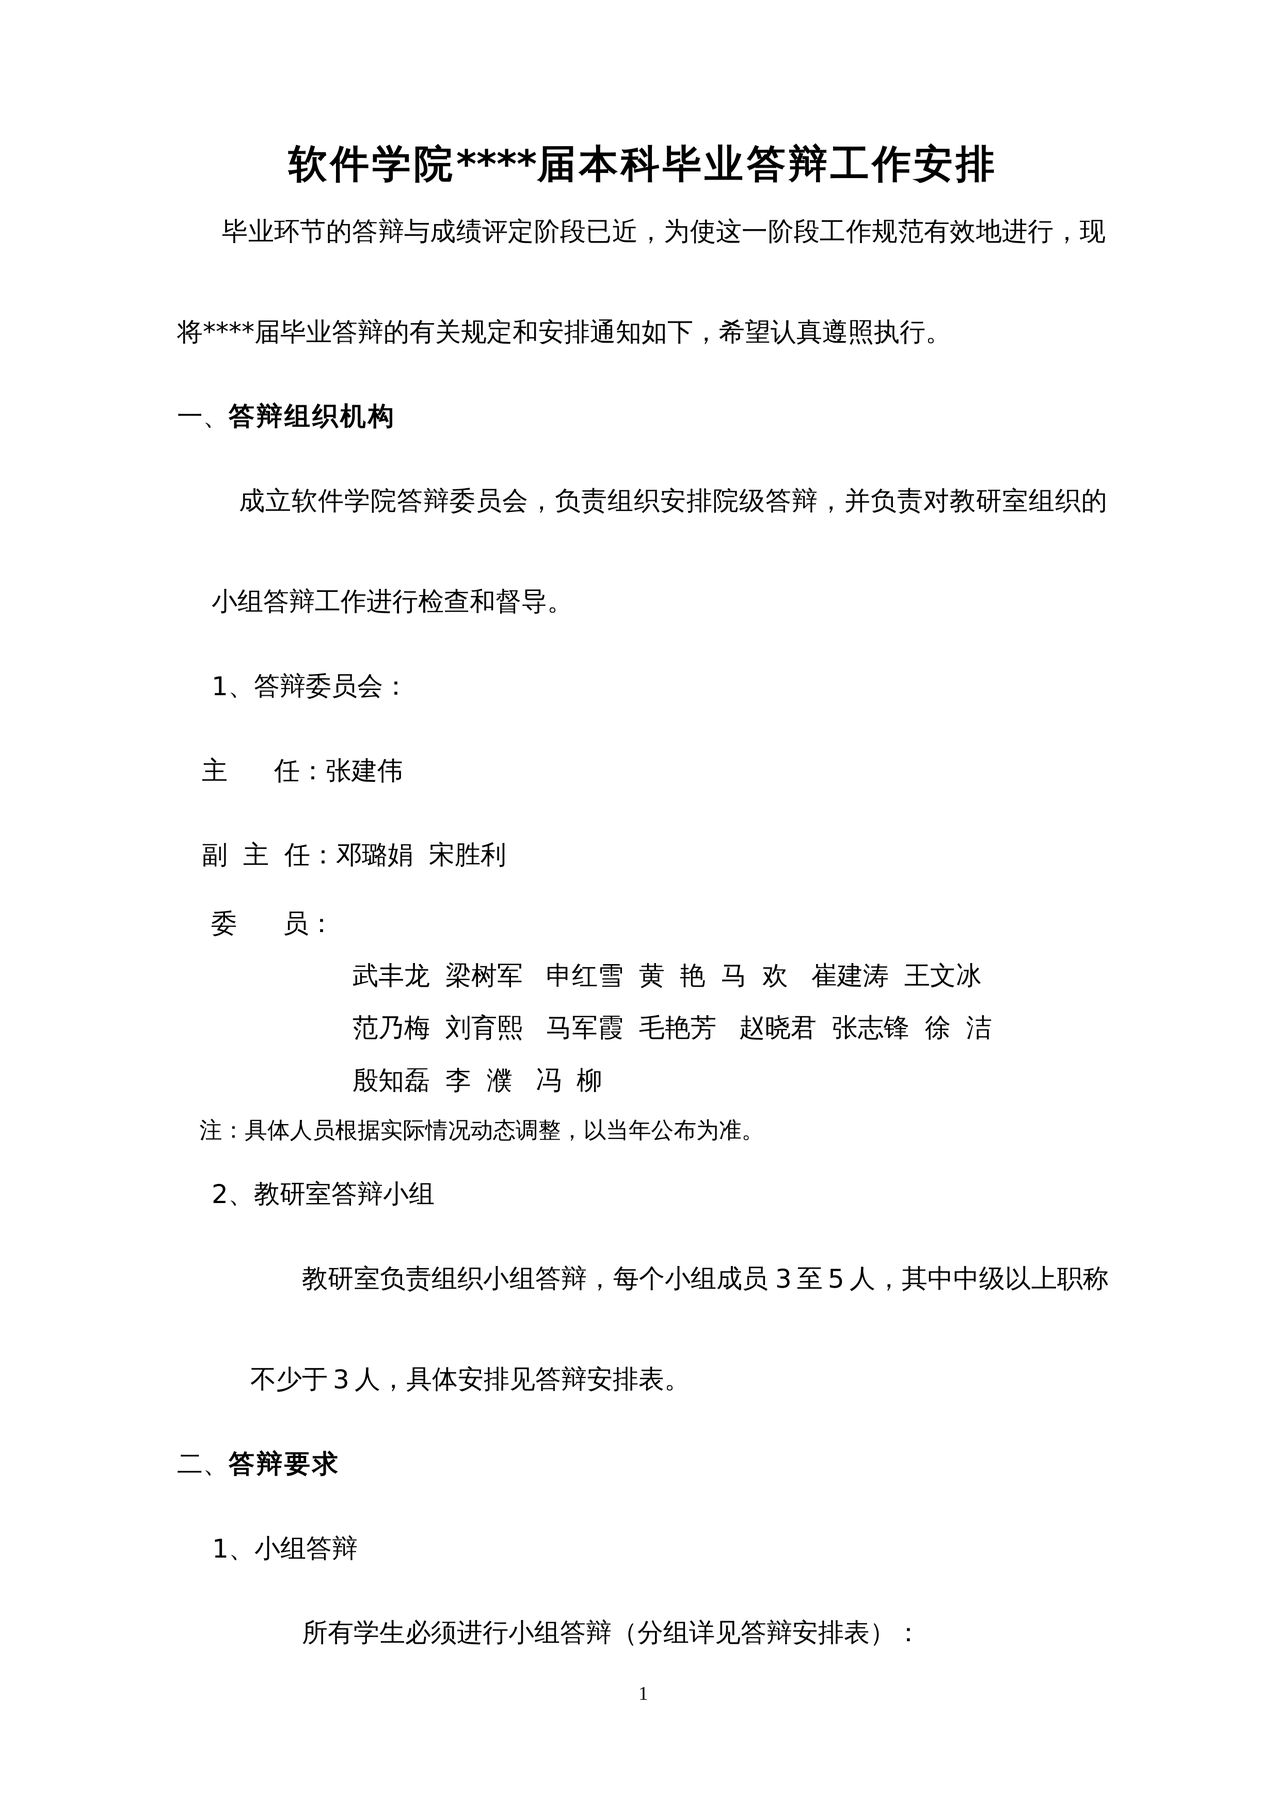 软件学院****届本科毕业答辩工作安排
毕业环节的答辩与成绩评定阶段已近，为使这一阶段工作规范有效地进行，现
将****届毕业答辩的有关规定和安排通知如下，希望认真遵照执行。
一、答辩组织机构
成立软件学院答辩委员会，负责组织安排院级答辩，并负责对教研室组织的
小组答辩工作进行检查和督导。
1、答辩委员会：
主 任：张建伟
副 主 任：邓璐娟 宋胜利
委 员：
武丰龙 梁树军 申红雪 黄 艳 马 欢 崔建涛 王文冰
范乃梅 刘育熙 马军霞 毛艳芳 赵晓君 张志锋 徐 洁
殷知磊 李 濮 冯 柳
注：具体人员根据实际情况动态调整，以当年公布为准。
2、教研室答辩小组
教研室负责组织小组答辩，每个小组成员 3 至 5 人，其中中级以上职称
不少于 3 人，具体安排见答辩安排表。
二、答辩要求
1、小组答辩
所有学生必须进行小组答辩（分组详见答辩安排表）：
1